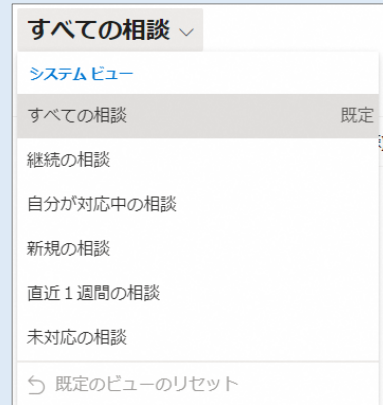 すべての相談
システム ビュー
すべての相談 既定
継続の相談
自分が対応中の相談
新規の相談
直近１週間の相談
未対応の相談
既定のビューのリセット